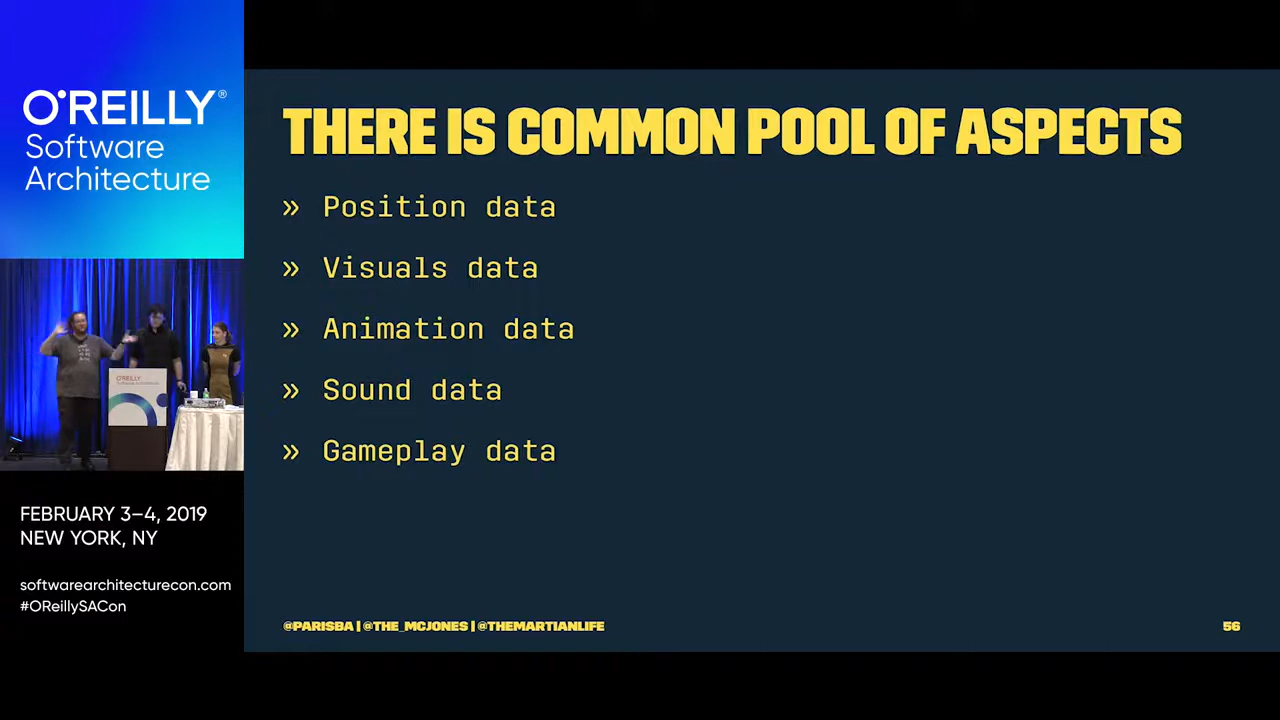 O'REILLY®
Software
Architecture
THERE IS COMMON POOL OF ASPECTS
» Position data
» Visuals data
» Animation data
» Sound data
» Gameplay data
O'REILLY
FEBRUARY 3–4, 2019
NEW YORK, NY
softwarearchitecturecon.com
#OReillySACon
@PARISBA | @THE_MCJONES | @THEMARTIANLIFE
56